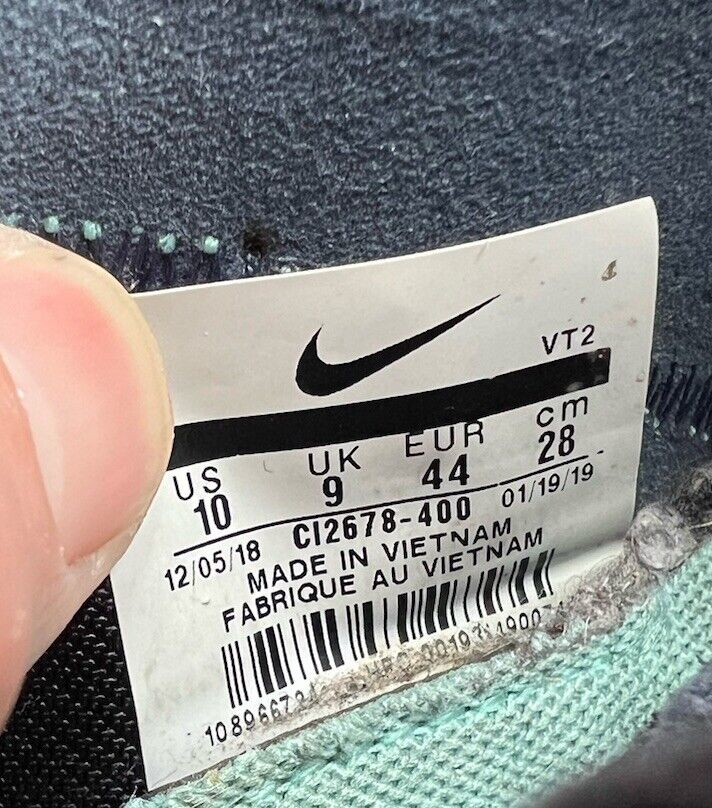 VT2
US UK EUR cm
10 9 44 28
12/05/18 CI2678-400 01/19/19
MADE IN VIETNAM
FABRIQUE AU VIETNAM